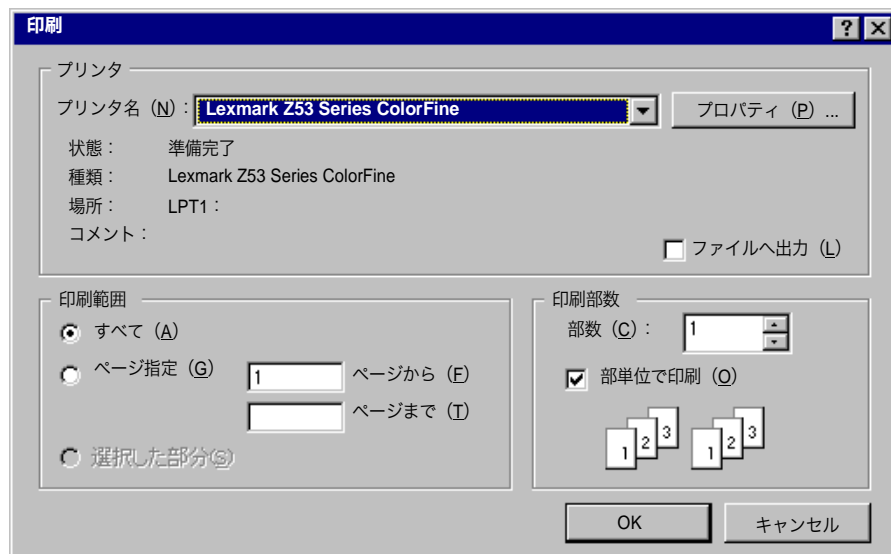 印刷
プリンタ
プリンタ名（N）：Lexmark Z53 Series ColorFine
プロパティ（P）...
状態： 準備完了
種類： Lexmark Z53 Series ColorFine
場所： LPT1：
コメント：
ファイルへ出力（L）
印刷範囲
すべて（A）
ページ指定（G） 1 ページから（F）
ページまで（T）
選択した部分(S)
印刷部数
部数（C）： 1
部単位で印刷（O）
1 2 3 1 2 3
OK キャンセル